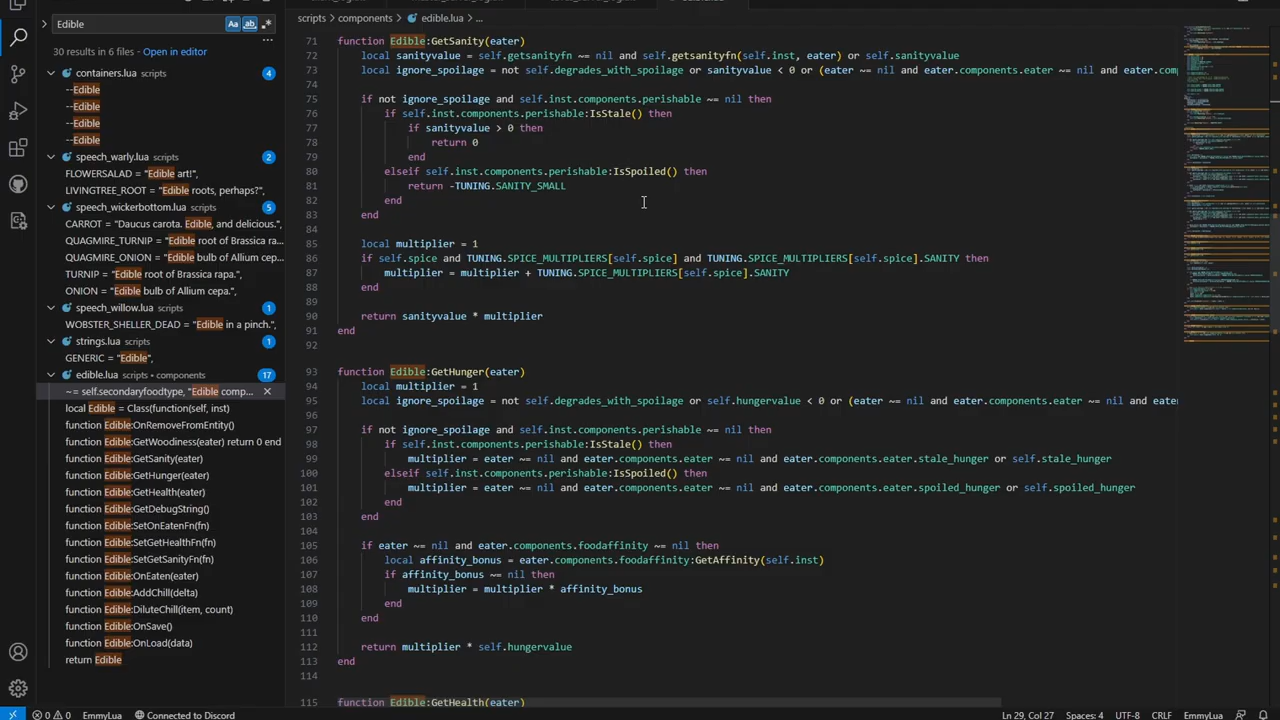 Edible
Aa
ab
.*
30 results in 6 files - Open in editor
containers.lua scripts 4
--Edible
--Edible
--Edible
--Edible
speech_warly.lua scripts 2
FLOWERSALAD = "Edible art!",
LIVINGTREE_ROOT = "Edible roots, perhaps?",
speech_wickerbottom.lua scripts 5
CARROT = "Daucus carota. Edible, and delicious.",
QUAGMIRE_TURNIP = "Edible root of Brassica ra...
QUAGMIRE_ONION = "Edible bulb of Allium cep...
TURNIP = "Edible root of Brassica rapa.",
ONION = "Edible bulb of Allium cepa.",
speech_willow.lua scripts 1
WOBSTER_SHELLER_DEAD = "Edible in a pinch.",
strings.lua scripts 1
GENERIC = "Edible",
edible.lua scripts • components 17
~= self.secondaryfoodtype, "Edible comp...
local Edible = Class(function(self, inst)
function Edible:OnRemoveFromEntity()
function Edible:GetWoodiness(eater) return 0 end
function Edible:GetSanity(eater)
function Edible:GetHunger(eater)
function Edible:GetHealth(eater)
function Edible:GetDebugString()
function Edible:SetOnEatenFn(fn)
function Edible:SetGetHealthFn(fn)
function Edible:SetGetSanityFn(fn)
function Edible:OnEaten(eater)
function Edible:AddChill(delta)
function Edible:DiluteChill(item, count)
function Edible:OnSave()
function Edible:OnLoad(data)
return Edible
scripts > components > edible.lua > ...
71 function Edible:GetSanity(eater)
72 local sanityvalue = self.getsanityfn ~= nil and self.getsanityfn(self.inst, eater) or self.sanityvalue
73 local ignore_spoilage = not self.degrades_with_spoilage or sanityvalue < 0 or (eater ~= nil and eater.components.eater ~= nil and eater.com
74
75 if not ignore_spoilage and self.inst.components.perishable ~= nil then
76 if self.inst.components.perishable:IsStale() then
77 if sanityvalue > 0 then
78 return 0
79 end
80 elseif self.inst.components.perishable:IsSpoiled() then
81 return -TUNING.SANITY_SMALL
82 end
83 end
84
85 local multiplier = 1
86 if self.spice and TUNING.SPICE_MULTIPLIERS[self.spice] and TUNING.SPICE_MULTIPLIERS[self.spice].SANITY then
87 multiplier = multiplier + TUNING.SPICE_MULTIPLIERS[self.spice].SANITY
88 end
89
90 return sanityvalue * multiplier
91 end
92
93 function Edible:GetHunger(eater)
94 local multiplier = 1
95 local ignore_spoilage = not self.degrades_with_spoilage or self.hungervalue < 0 or (eater ~= nil and eater.components.eater ~= nil and eater
96
97 if not ignore_spoilage and self.inst.components.perishable ~= nil then
98 if self.inst.components.perishable:IsStale() then
99 multiplier = eater ~= nil and eater.components.eater ~= nil and eater.components.eater.stale_hunger or self.stale_hunger
100 elseif self.inst.components.perishable:IsSpoiled() then
101 multiplier = eater ~= nil and eater.components.eater ~= nil and eater.components.eater.spoiled_hunger or self.spoiled_hunger
102 end
103 end
104
105 if eater ~= nil and eater.components.foodaffinity ~= nil then
106 local affinity_bonus = eater.components.foodaffinity:GetAffinity(self.inst)
107 if affinity_bonus ~= nil then
108 multiplier = multiplier * affinity_bonus
109 end
110 end
111
112 return multiplier * self.hungervalue
113 end
114
115 function Edible:GetHealth(eater)
0 0 EmmyLua Connected to Discord Ln 29, Col 27 Spaces: 4 UTF-8 CRLF EmmyLua